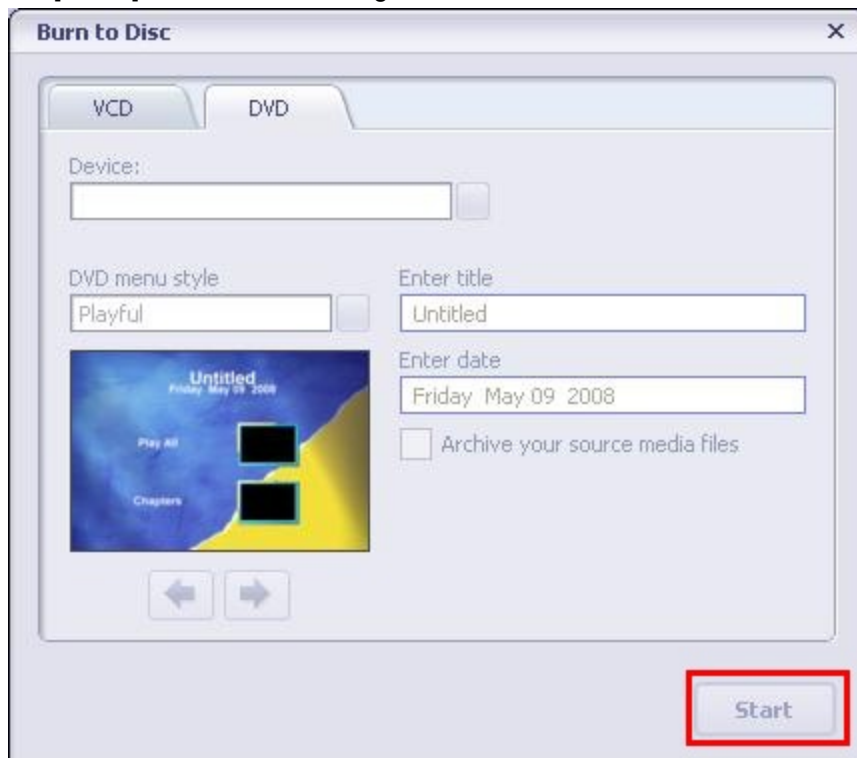 Burn to Disc
VCD DVD
Device:
DVD menu style
Playful
Enter title
Untitled
Untitled
Friday May 09 2008
Play All
Chapters
Enter date
Friday May 09 2008
Archive your source media files
Start